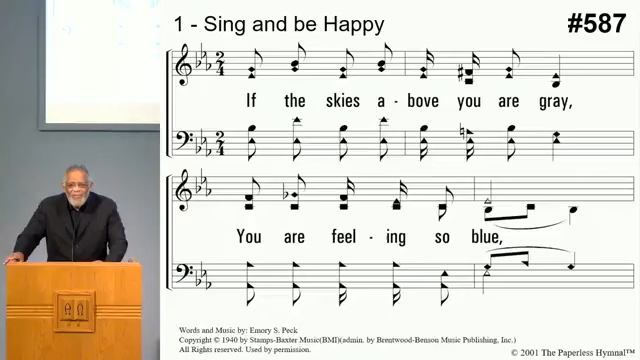 1 - Sing and be Happy
#587
If the skies a - bove you are gray,
You are feel - ing so blue,
Words and Music by: Emory S. Peck
Copyright © 1940 by Stamps-Baxter Music(BMI)(admin. by Brentwood-Benson Music Publishing, Inc.)
All Rights reserved. Used by permission.
© 2001 The Paperless Hymnal™